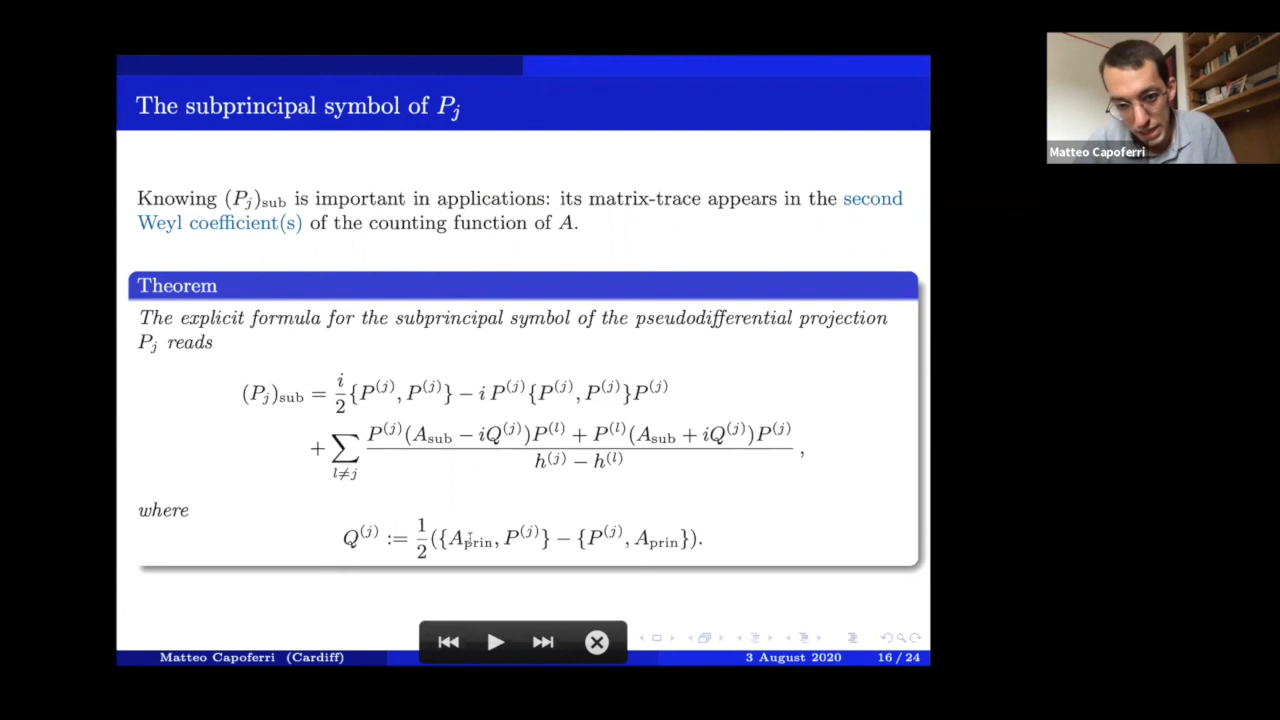 The subprincipal symbol of P_j
Matteo Capoferri
Knowing (P_j)_sub is important in applications: its matrix-trace appears in the second
Weyl coefficient(s) of the counting function of A.
Theorem
The explicit formula for the subprincipal symbol of the pseudodifferential projection
P_j reads
(P_j)_sub = i/2 {P^(j), P^(j)} − i P^(j){P^(j), P^(j)}P^(j)
+ ∑_{l≠j} (P^(j)(A_sub − iQ^(j))P^(l) + P^(l)(A_sub + iQ^(j))P^(j)) / (h^(j) − h^(l)) ,
where
Q^(j) := 1/2 ({A_prin, P^(j)} − {P^(j), A_prin}).
Matteo Capoferri (Cardiff) 3 August 2020 16 / 24